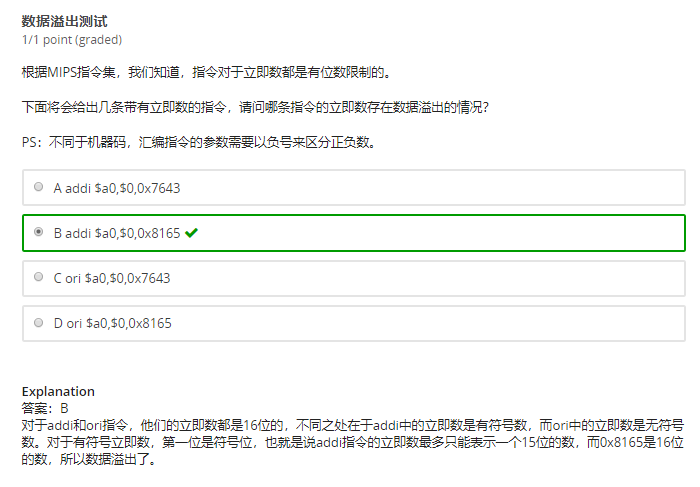 数据溢出测试
1/1 point (graded)
根据MIPS指令集，我们知道，指令对于立即数都是有位数限制的。
下面将会给出几条带有立即数的指令，请问哪条指令的立即数存在数据溢出的情况？
PS：不同于机器码，汇编指令的参数需要以负号来区分正负数。
A addi $a0,$0,0x7643
B addi $a0,$0,0x8165
C ori $a0,$0,0x7643
D ori $a0,$0,0x8165
Explanation
答案：B
对于addi和ori指令，他们的立即数都是16位的，不同之处在于addi中的立即数是有符号数，而ori中的立即数是无符号
数。对于有符号立即数，第一位是符号位，也就是说addi指令的立即数最多只能表示一个15位的数，而0x8165是16位
的数，所以数据溢出了。